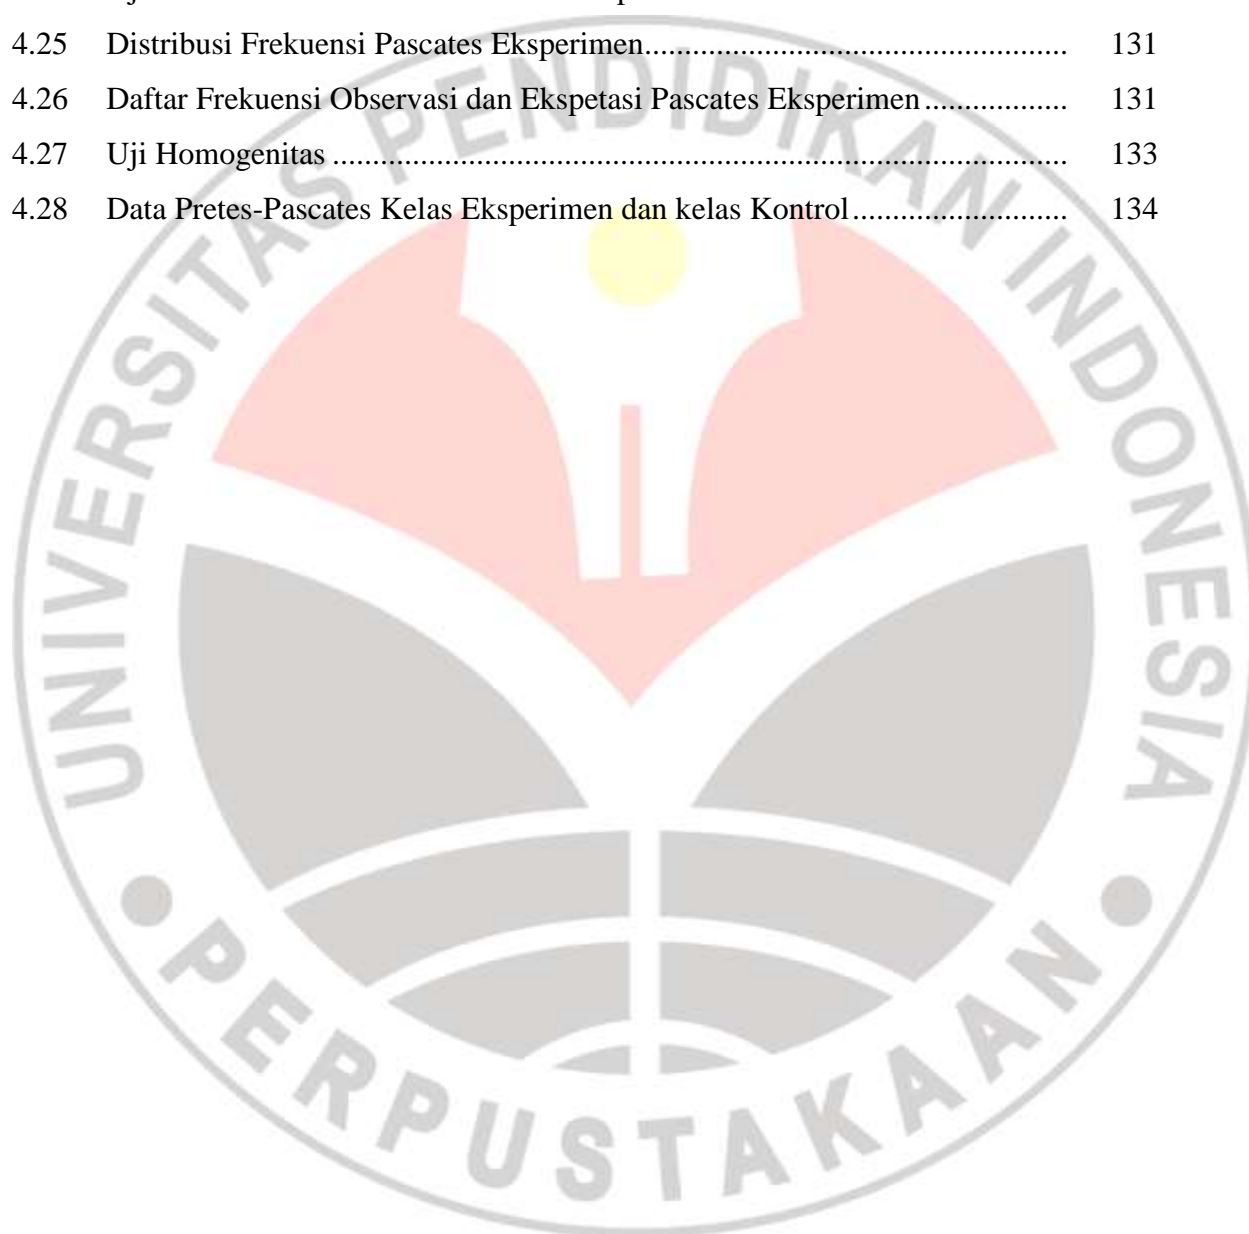 4.25 Distribusi Frekuensi Pascates Eksperimen............................................. 131
4.26 Daftar Frekuensi Observasi dan Ekspetasi Pascates Eksperimen................ 131
4.27 Uji Homogenitas.............................................................................. 133
4.28 Data Pretes-Pascates Kelas Eksperimen dan kelas Kontrol....................... 134
UNIVERSITAS PENDIDIKAN INDONESIA
PERPUSTAKAAN